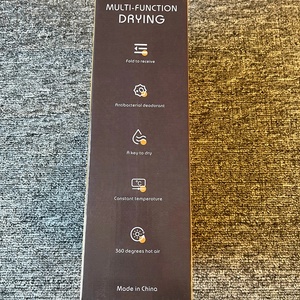 MULTI-FUNCTION
DRYING
Fold to receive
Antibacterial deodorant
A key to dry
°C
Constant temperature
360 degrees hot air
Made in China